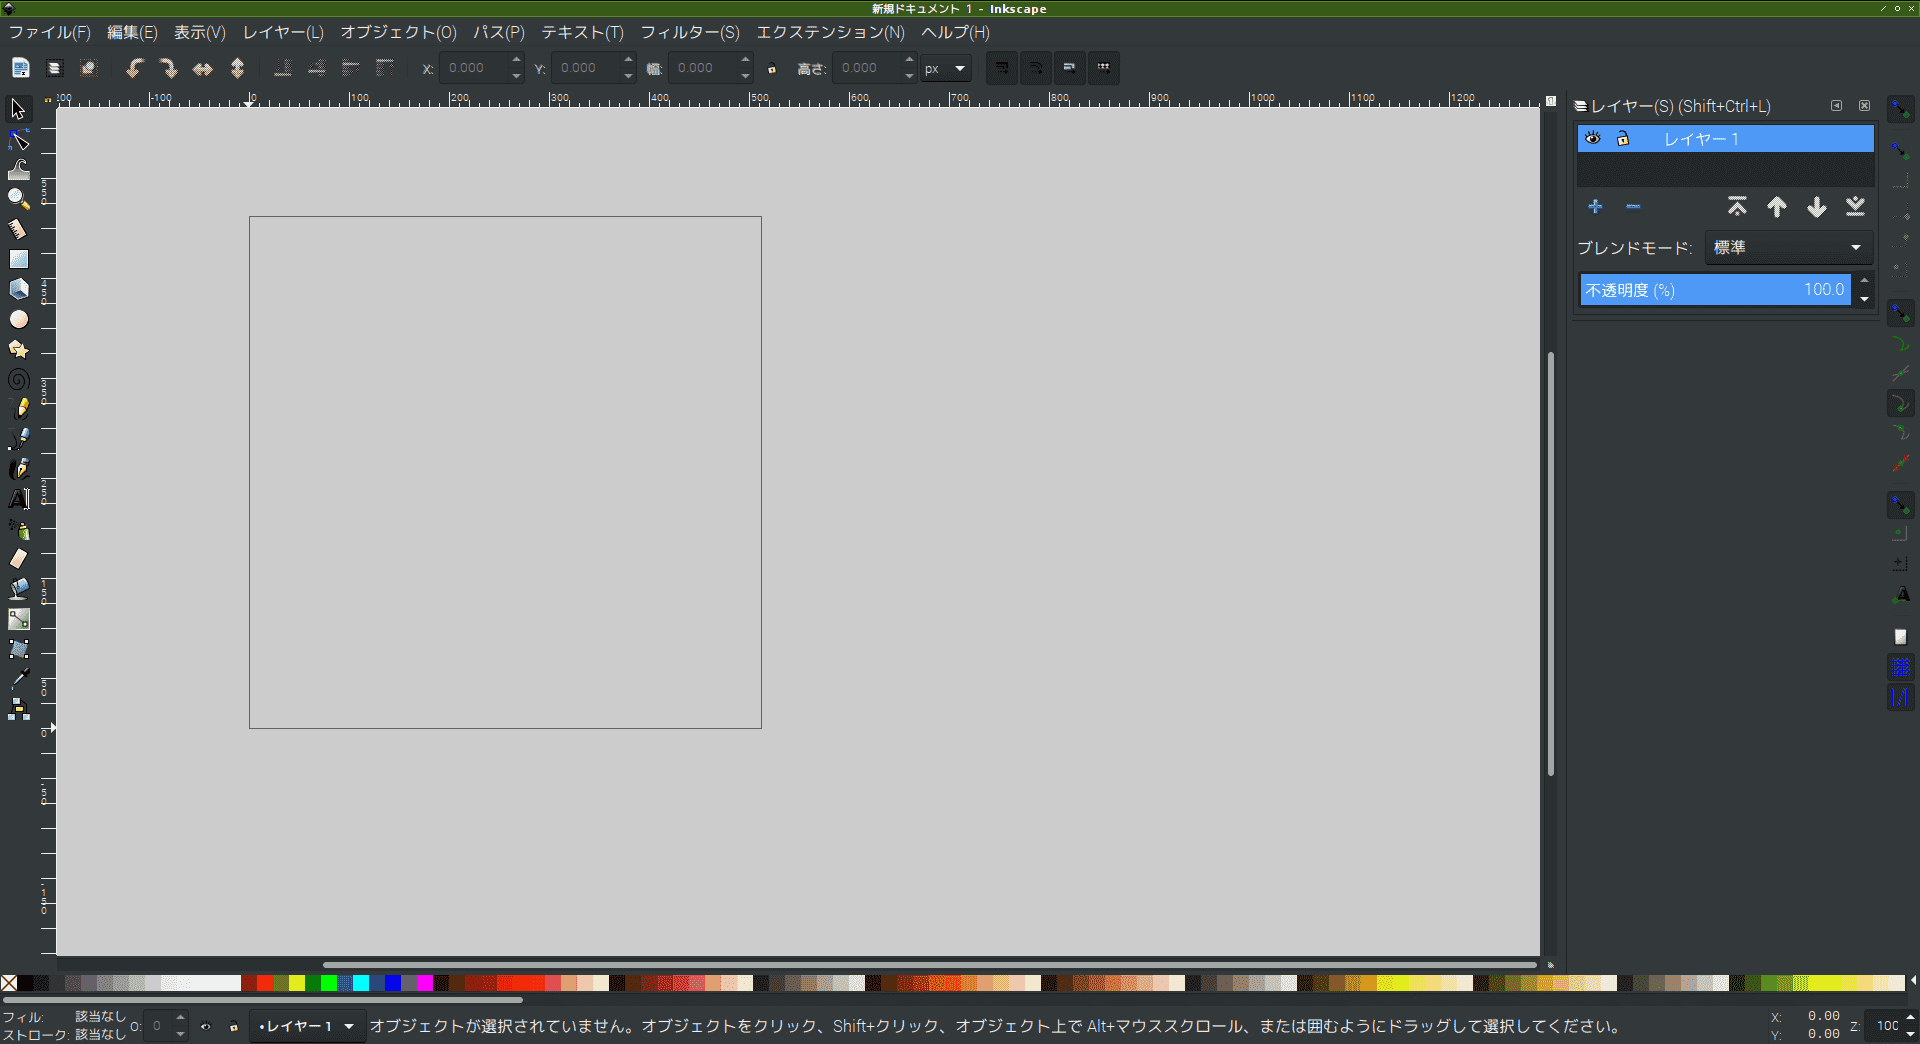 新規ドキュメント 1 - Inkscape
ファイル(F) 編集(E) 表示(V) レイヤー(L) オブジェクト(O) パス(P) テキスト(T) フィルター(S) エクステンション(N) ヘルプ(H)
X: 0.000 Y: 0.000 幅: 0.000 高さ: 0.000 px
-100 0 100 200 300 400 500 600 700 800 900 1000 1100 1200
レイヤー(S) (Shift+Ctrl+L)
レイヤー 1
ブレンドモード: 標準
不透明度 (%) 100.0
550
450
350
250
150
50
0
-50
-150
フィル: 該当なし
ストローク: 該当なし
O: 0
•レイヤー 1
オブジェクトが選択されていません。オブジェクトをクリック、Shift+クリック、オブジェクト上で Alt+マウススクロール、または囲むようにドラッグして選択してください。
X: 0.00
Y: 0.00
Z: 100